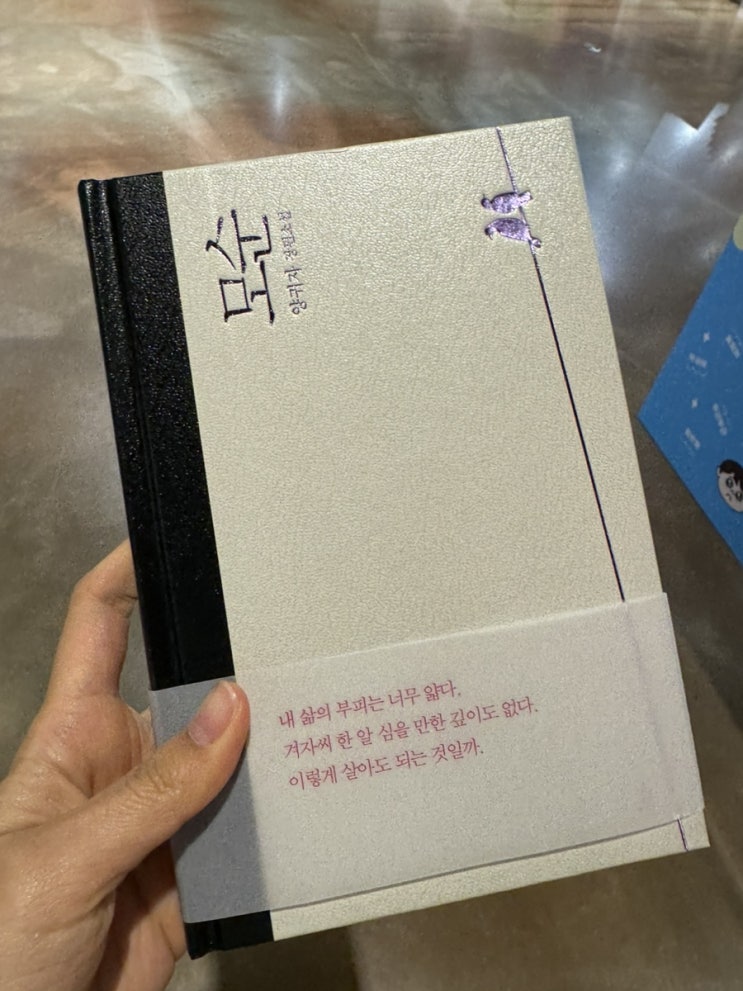 모순
양귀자 장편소설
내 삶의 부피는 너무 얇다.
겨자씨 한 알 심을 만한 깊이도 없다.
이렇게 살아도 되는 것일까.